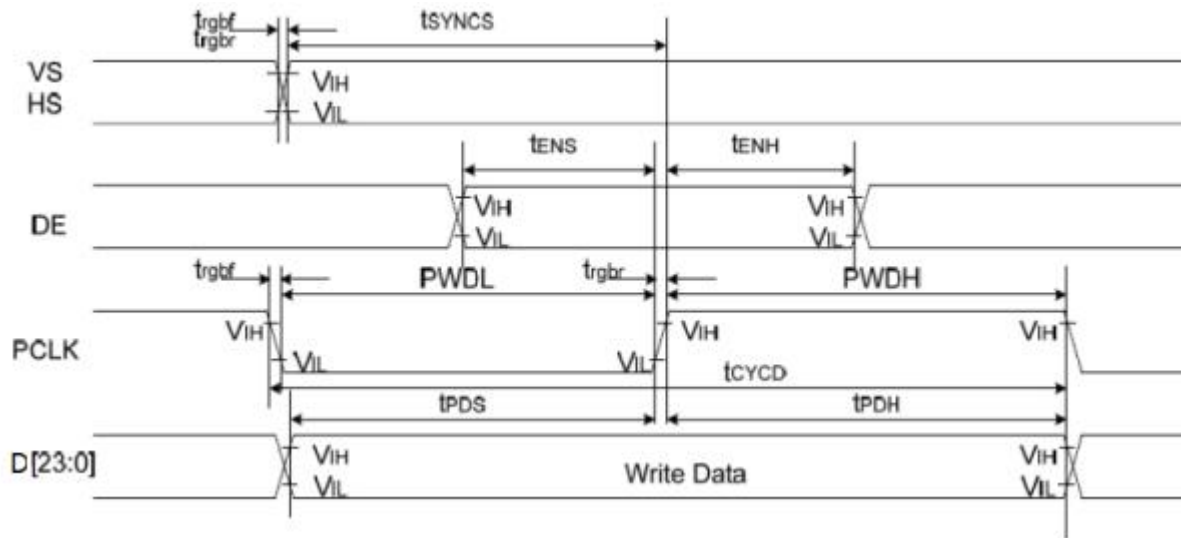 trgbf
trgbr
tSYNCS
VS
HS
VIH
VIL
tENS
tENH
DE
VIH
VIL
VIH
VIL
trgbf
PWDL
trgbr
PWDH
PCLK
VIH
VIL
VIL
VIH
VIH
tCYCD
tPDS
tPDH
D[23:0]
VIH
VIL
Write Data
VIH
VIL